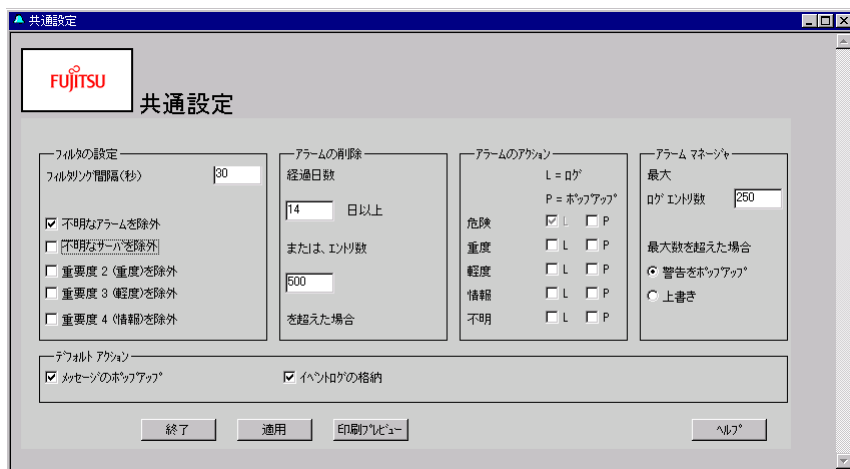 共通設定
FUJITSU
共通設定
フィルタの設定
フィルタリング間隔(秒) 30
不明なアラームを除外
不明なサーバを除外
重要度 2 (重度)を除外
重要度 3 (軽度)を除外
重要度 4 (情報)を除外
アラームの削除
経過日数
14 日以上
または、エントリ数
500
を超えた場合
アラームのアクション
L = ログ
P = ポップアップ
危険 L P
重度 L P
軽度 L P
情報 L P
不明 L P
アラーム マネージャ
最大
ログ エントリ数 250
最大数を超えた場合
警告をポップアップ
上書き
デフォルト アクション
メッセージのポップアップ イベントログの格納
終了 適用 印刷プレビュー ヘルプ